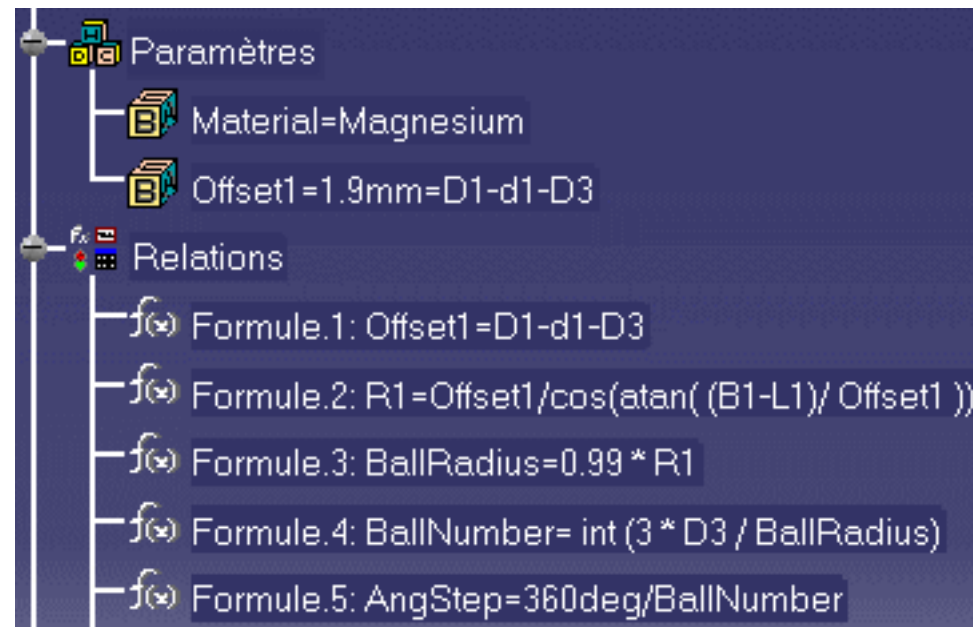 Paramètres
Material=Magnesium
Offset1=1.9mm=D1-d1-D3
Relations
Formule.1: Offset1=D1-d1-D3
Formule.2: R1=Offset1/cos(atan( (B1-L1)/ Offset1 ))
Formule.3: BallRadius=0.99 * R1
Formule.4: BallNumber= int (3 * D3 / BallRadius)
Formule.5: AngStep=360deg/BallNumber